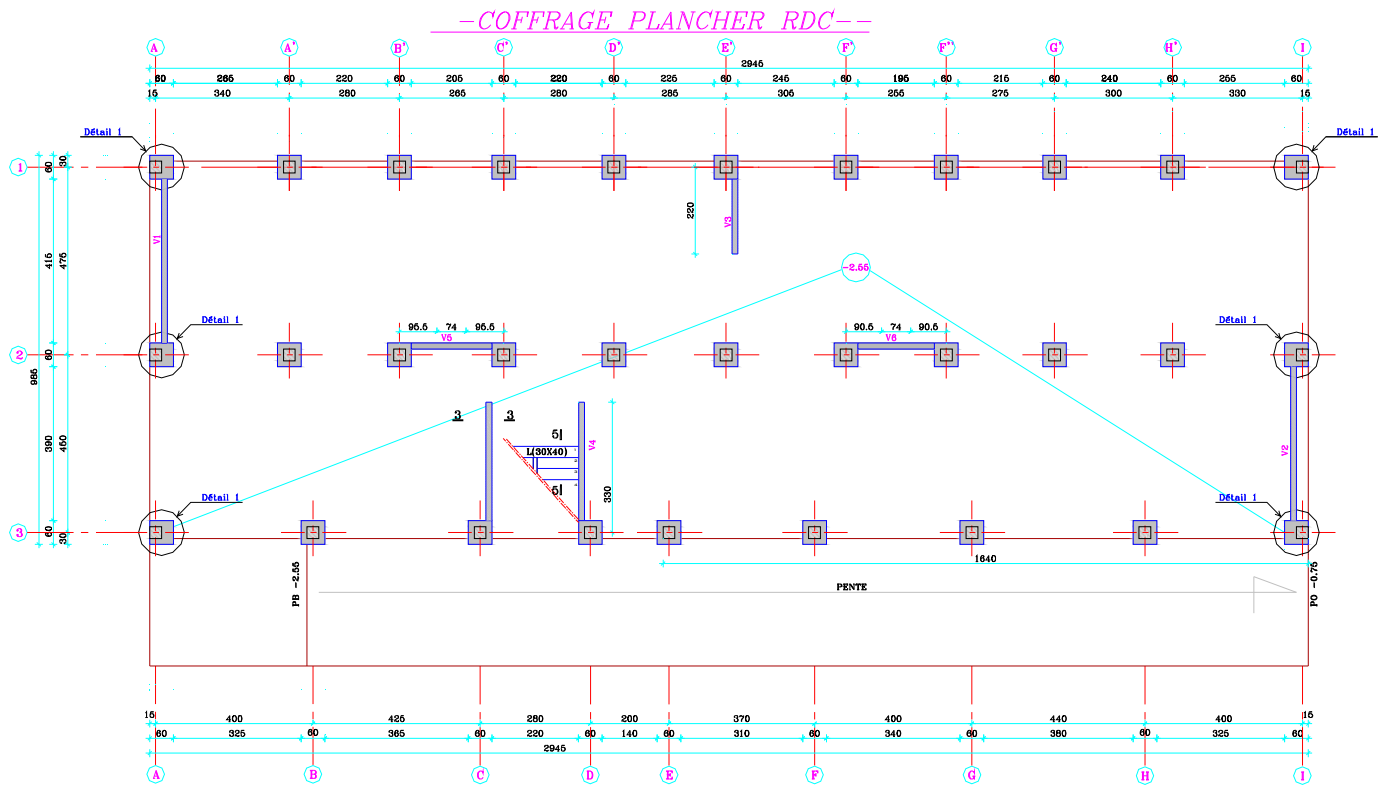 -COFFRAGE PLANCHER RDC--
A A' B' C' D' E' F' F'' G' H' I
2945
60 265 60 220 60 205 60 220 60 225 60 245 60 195 60 215 60 240 60 255 60
15 340 280 265 280 285 305 255 275 300 330 15
Détail 1 Détail 1
1
60 30
V1
220
V3
415 475
-2.55
Détail 1 Détail 1
95.5 74 95.5 90.5 74 90.5
V5 V6
2
60
985
3 3
5
L(30X40)
V4
390 450
V2
5
330
Détail 1 Détail 1
3
60 30
1640
PB -2.55
PENTE
PO -0.75
15 400 425 280 200 370 400 440 400 15
60 325 60 365 60 220 60 140 60 310 60 340 60 380 60 325 60
2945
A B C D E F G H I